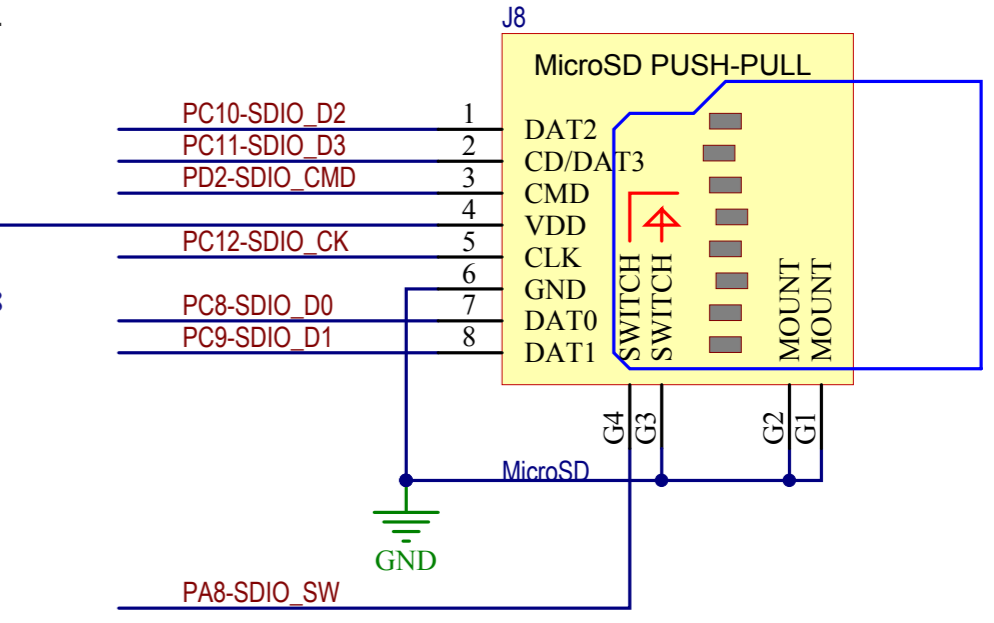 J8
MicroSD PUSH-PULL
PC10-SDIO_D2 1 DAT2
PC11-SDIO_D3 2 CD/DAT3
PD2-SDIO_CMD 3 CMD
4 VDD
PC12-SDIO_CK 5 CLK
6 GND
PC8-SDIO_D0 7 DAT0
PC9-SDIO_D1 8 DAT1
SWITCH
SWITCH
MOUNT
MOUNT
G4
G3
G2
G1
MicroSD
GND
PA8-SDIO_SW